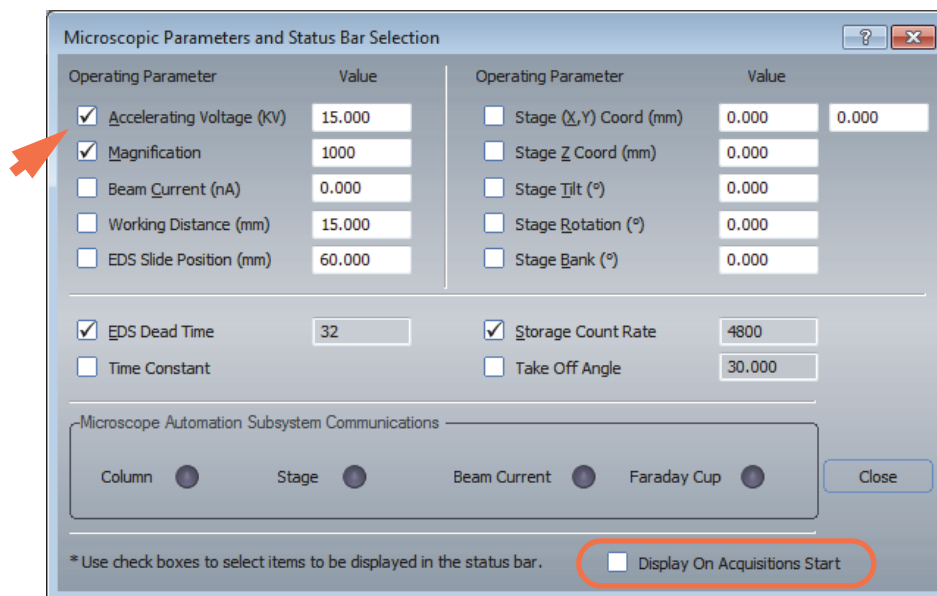 Microscopic Parameters and Status Bar Selection
?
Operating Parameter Value Operating Parameter Value
Accelerating Voltage (KV) 15.000 Stage (X,Y) Coord (mm) 0.000 0.000
Magnification 1000 Stage Z Coord (mm) 0.000
Beam Current (nA) 0.000 Stage Tilt (°) 0.000
Working Distance (mm) 15.000 Stage Rotation (°) 0.000
EDS Slide Position (mm) 60.000 Stage Bank (°) 0.000
EDS Dead Time 32 Storage Count Rate 4800
Time Constant Take Off Angle 30.000
Microscope Automation Subsystem Communications
Column Stage Beam Current Faraday Cup Close
* Use check boxes to select items to be displayed in the status bar. Display On Acquisitions Start